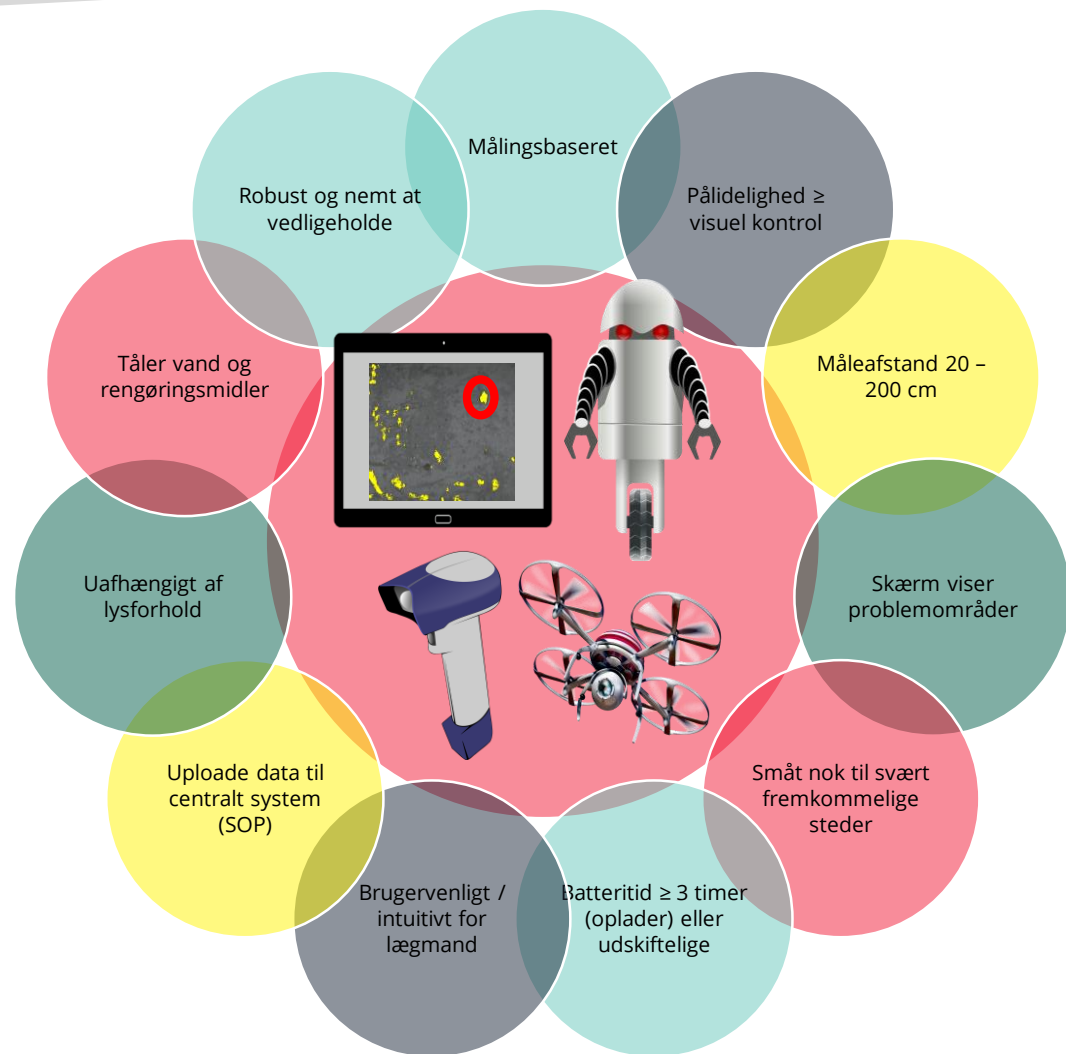 Målingsbaseret
Pålidelighed ≥
visuel kontrol
Måleafstand 20 –
200 cm
Skærm viser
problemområder
Småt nok til svært
fremkommelige
steder
Batteritid ≥ 3 timer
(oplader) eller
udskiftelige
Brugervenligt /
intuitivt for
lægmand
Uploade data til
centralt system
(SOP)
Uafhængigt af
lysforhold
Tåler vand og
rengøringsmidler
Robust og nemt at
vedligeholde